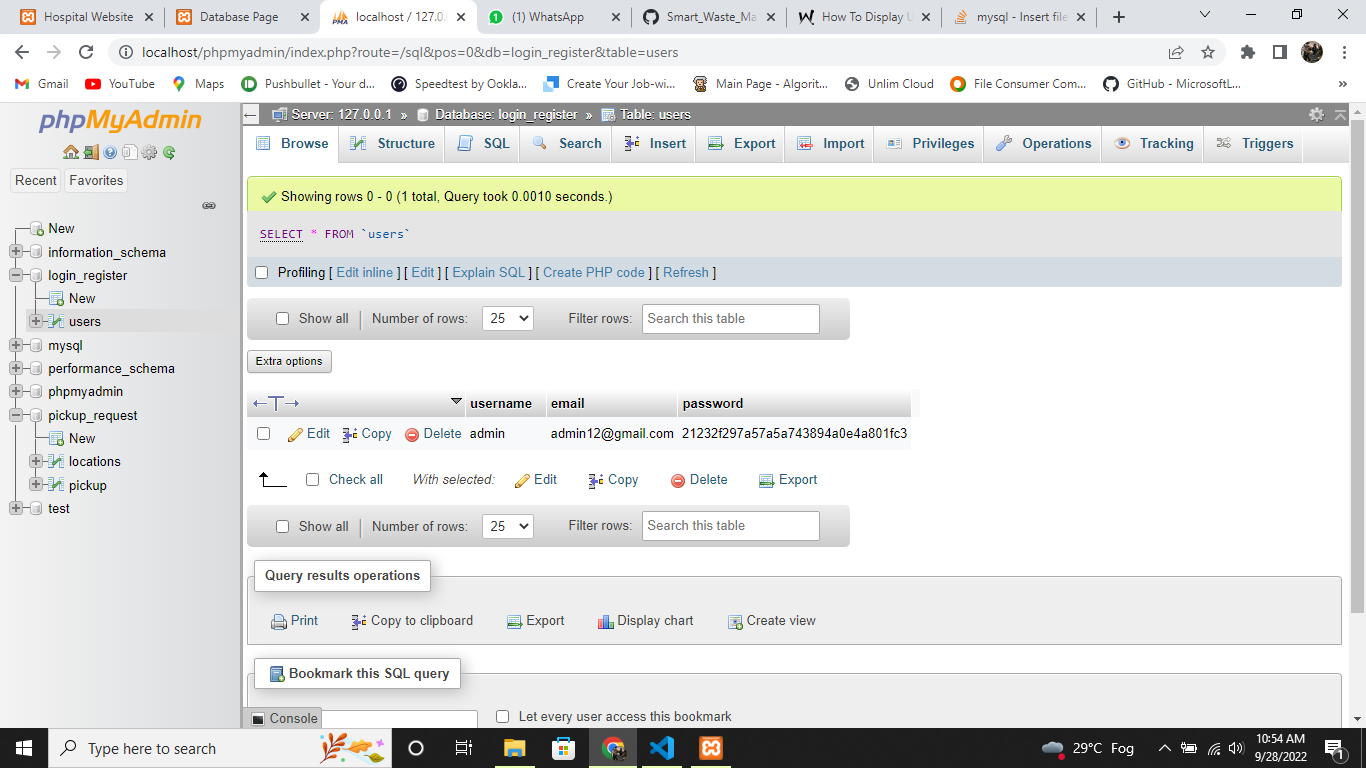 Hospital Website
Database Page
localhost / 127.0.
(1) WhatsApp
Smart_Waste_Ma
How To Display U
mysql - Insert file
localhost/phpmyadmin/index.php?route=/sql&pos=0&db=login_register&table=users
Gmail
YouTube
Maps
Pushbullet - Your d...
Speedtest by Ookla...
Create Your Job-wi...
Main Page - Algorit...
Unlim Cloud
File Consumer Com...
GitHub - MicrosoftL...
»
phpMyAdmin
Recent
Favorites
New
information_schema
login_register
New
users
mysql
performance_schema
phpmyadmin
pickup_request
New
locations
pickup
test
Server: 127.0.0.1 » Database: login_register » Table: users
Browse
Structure
SQL
Search
Insert
Export
Import
Privileges
Operations
Tracking
Triggers
Showing rows 0 - 0 (1 total, Query took 0.0010 seconds.)
SELECT * FROM `users`
Profiling [ Edit inline ] [ Edit ] [ Explain SQL ] [ Create PHP code ] [ Refresh ]
Show all
Number of rows:
25
Filter rows:
Search this table
Extra options
username email password
Edit Copy Delete admin admin12@gmail.com 21232f297a57a5a743894a0e4a801fc3
Check all
With selected:
Edit
Copy
Delete
Export
Show all
Number of rows:
25
Filter rows:
Search this table
Query results operations
Print
Copy to clipboard
Export
Display chart
Create view
Bookmark this SQL query
Console
Let every user access this bookmark
Type here to search
29°C Fog
10:54 AM
9/28/2022
1